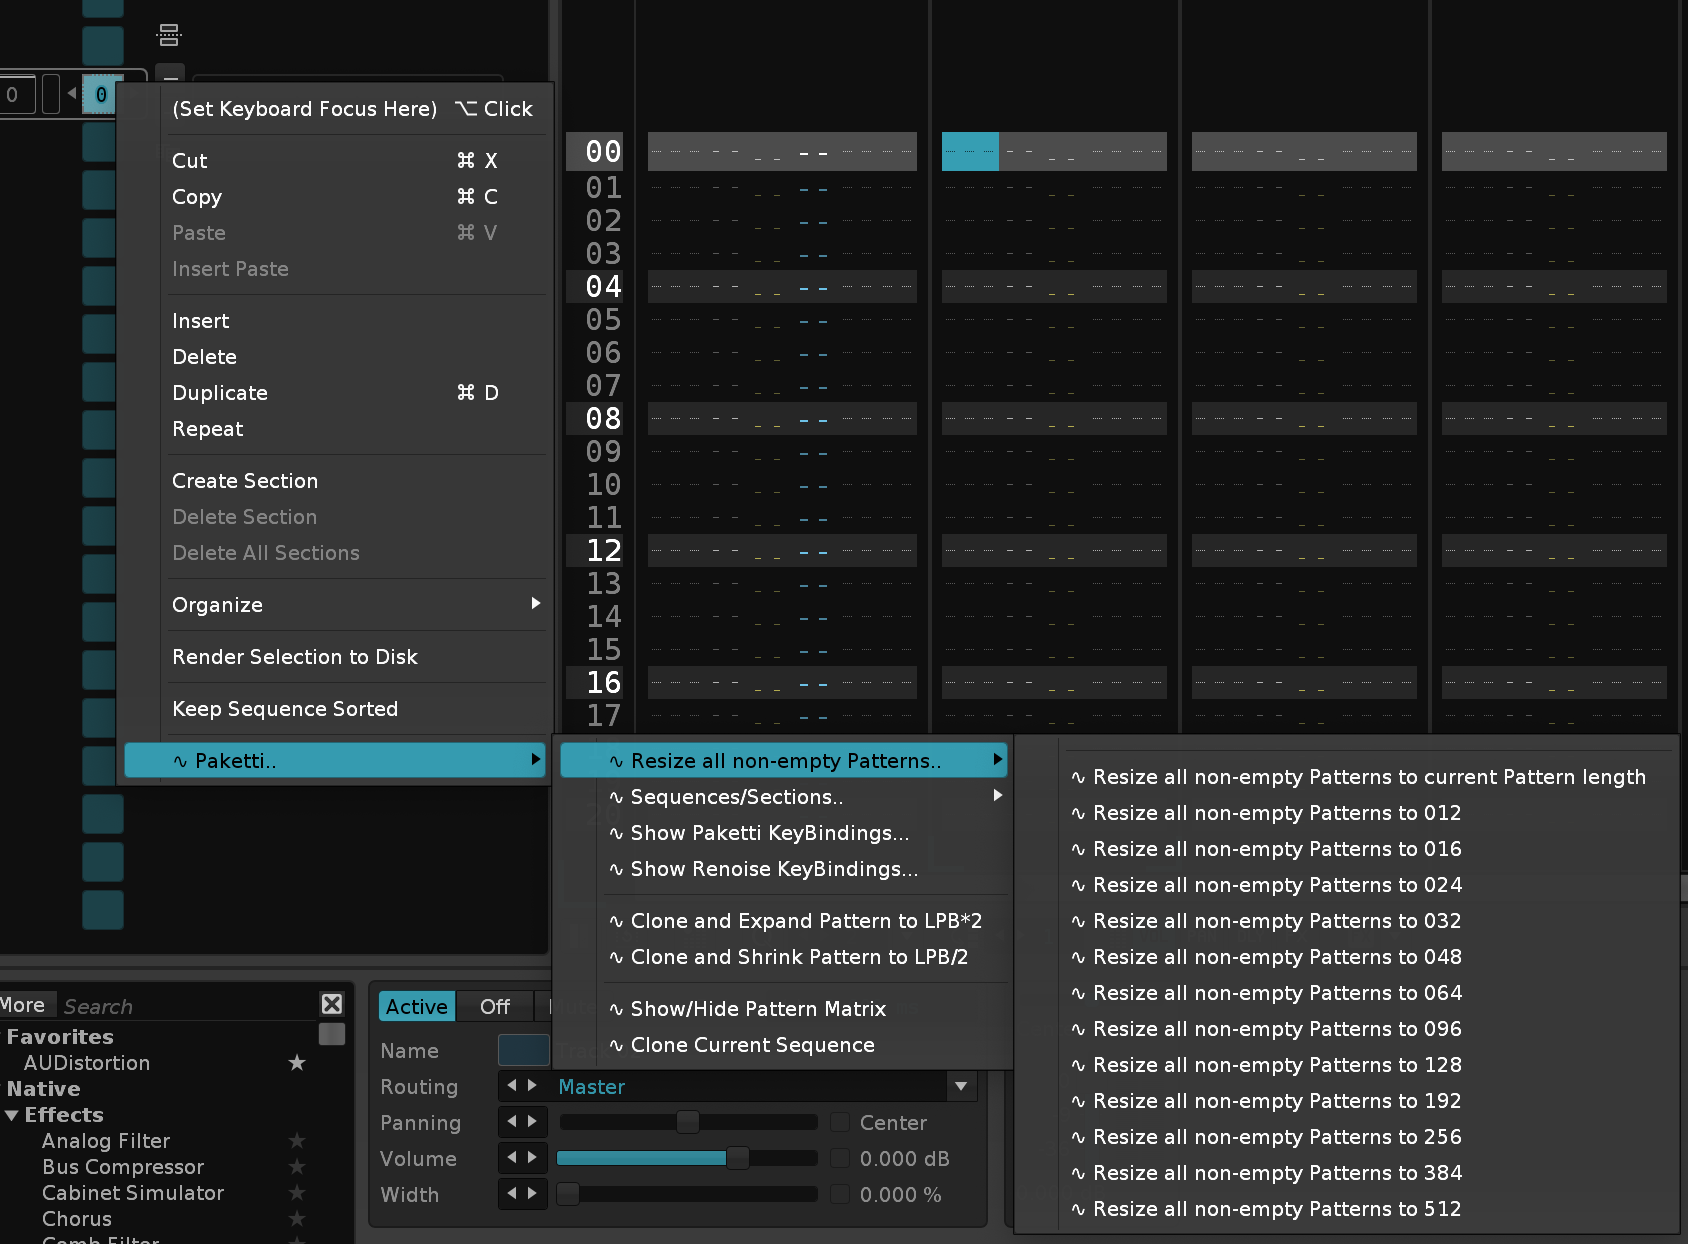 0
0
(Set Keyboard Focus Here) ⌥ Click
Cut ⌘ X
Copy ⌘ C
Paste ⌘ V
Insert Paste
Insert
Delete
Duplicate ⌘ D
Repeat
Create Section
Delete Section
Delete All Sections
Organize
Render Selection to Disk
Keep Sequence Sorted
∿ Paketti..
00
01
02
03
04
05
06
07
08
09
10
11
12
13
14
15
16
17
∿ Resize all non-empty Patterns..
∿ Sequences/Sections..
∿ Show Paketti KeyBindings...
∿ Show Renoise KeyBindings...
∿ Clone and Expand Pattern to LPB*2
∿ Clone and Shrink Pattern to LPB/2
∿ Show/Hide Pattern Matrix
∿ Clone Current Sequence
∿ Resize all non-empty Patterns to current Pattern length
∿ Resize all non-empty Patterns to 012
∿ Resize all non-empty Patterns to 016
∿ Resize all non-empty Patterns to 024
∿ Resize all non-empty Patterns to 032
∿ Resize all non-empty Patterns to 048
∿ Resize all non-empty Patterns to 064
∿ Resize all non-empty Patterns to 096
∿ Resize all non-empty Patterns to 128
∿ Resize all non-empty Patterns to 192
∿ Resize all non-empty Patterns to 256
∿ Resize all non-empty Patterns to 384
∿ Resize all non-empty Patterns to 512
More Search
Favorites
AUDistortion
Native
Effects
Analog Filter
Bus Compressor
Cabinet Simulator
Chorus
Comb Filter
Active Off
Name
Routing Master
Panning Center
Volume 0.000 dB
Width 0.000 %